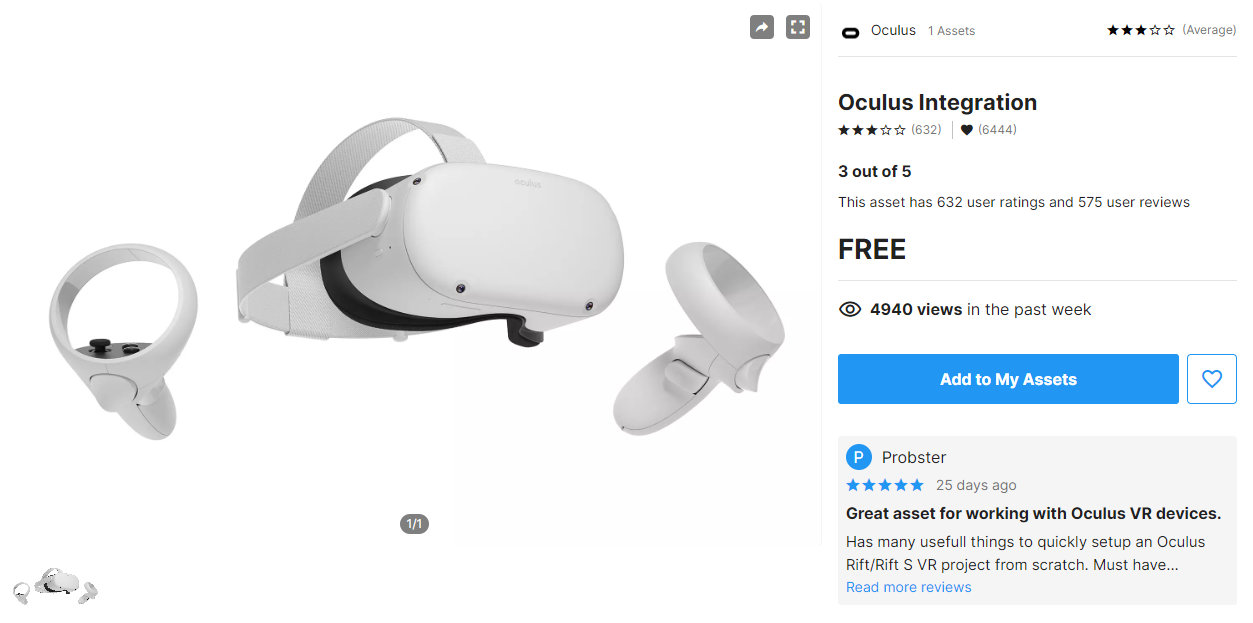 Oculus 1 Assets (Average)
Oculus Integration
(632) (6444)
3 out of 5
This asset has 632 user ratings and 575 user reviews
FREE
4940 views in the past week
Add to My Assets
P Probster
25 days ago
Great asset for working with Oculus VR devices.
Has many usefull things to quickly setup an Oculus
Rift/Rift S VR project from scratch. Must have...
Read more reviews
oculus
1/1